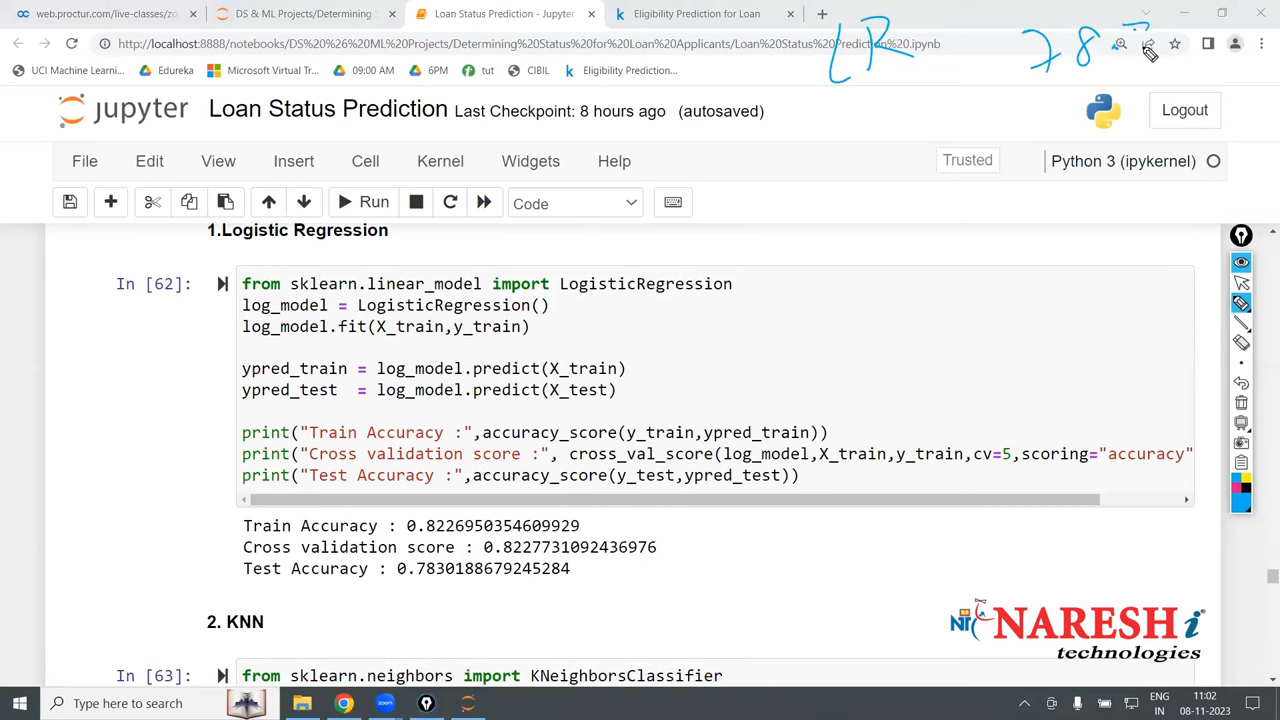 web.proctur.com/live-classes/zo
DS & ML Projects/Determining
Loan Status Prediction - Jupyter
Eligibility Prediction for Loan
LR 78
http://localhost:8888/notebooks/DS%20%26%20ML%20Projects/Determining%20Status%20for%20Loan%20Applicants/Loan%20Status%20Prediction%20.ipynb
UCI Machine Learni...
Edureka
Microsoft Virtual Tr...
09:00 AM
6PM
tut
CIBIL
Eligibility Prediction...
jupyter Loan Status Prediction Last Checkpoint: 8 hours ago (autosaved)
Logout
File Edit View Insert Cell Kernel Widgets Help
Trusted
Python 3 (ipykernel)
Run
Code
1.Logistic Regression
In [62]:
from sklearn.linear_model import LogisticRegression
log_model = LogisticRegression()
log_model.fit(X_train,y_train)
ypred_train = log_model.predict(X_train)
ypred_test  = log_model.predict(X_test)
print("Train Accuracy :",accuracy_score(y_train,ypred_train))
print("Cross validation score :", cross_val_score(log_model,X_train,y_train,cv=5,scoring="accuracy"
print("Test Accuracy :",accuracy_score(y_test,ypred_test))
Train Accuracy : 0.8226950354609929
Cross validation score : 0.8227731092436976
Test Accuracy : 0.7830188679245284
2. KNN
In [63]:
from sklearn.neighbors import KNeighborsClassifier
NARESH i
technologies
Type here to search
ENG
IN
11:02
08-11-2023